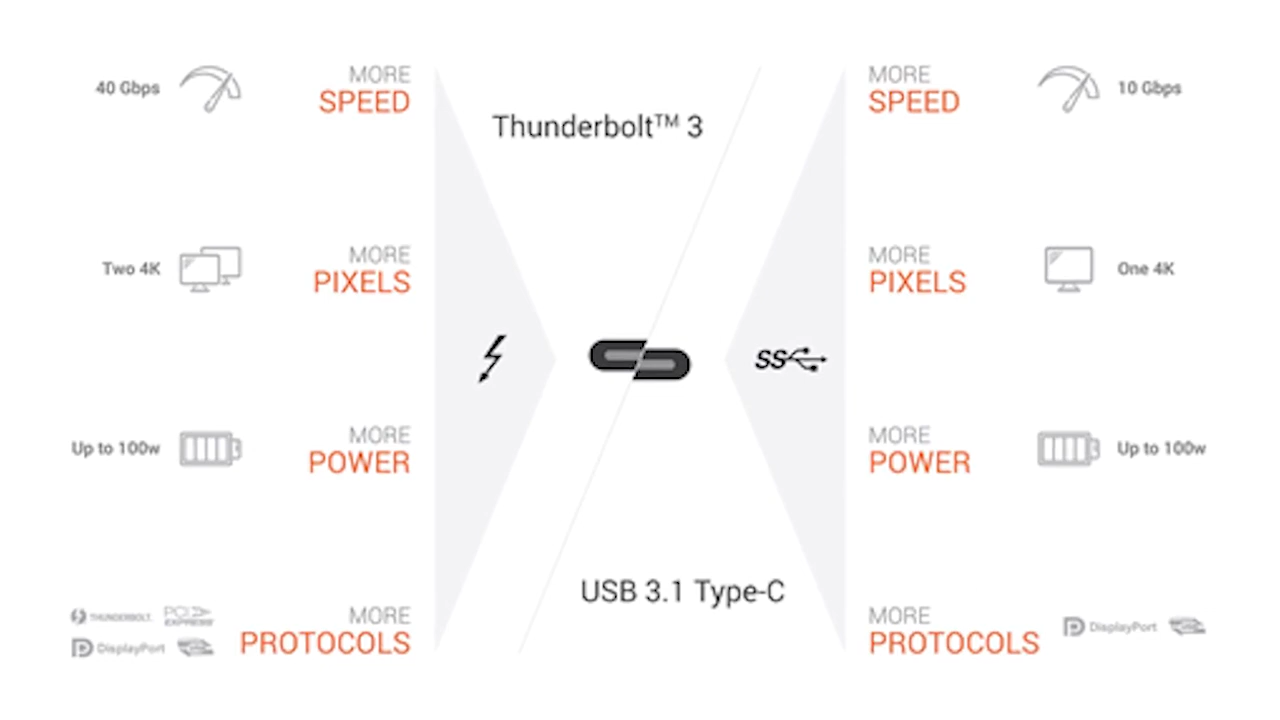 40 Gbps
MORE
SPEED
Thunderbolt™ 3
MORE
SPEED
10 Gbps
Two 4K
MORE
PIXELS
MORE
PIXELS
One 4K
SS
Up to 100w
MORE
POWER
MORE
POWER
Up to 100w
USB 3.1 Type-C
THUNDERBOLT.
PCI
EXPRESS
DisplayPort
MORE
PROTOCOLS
MORE
PROTOCOLS
DisplayPort